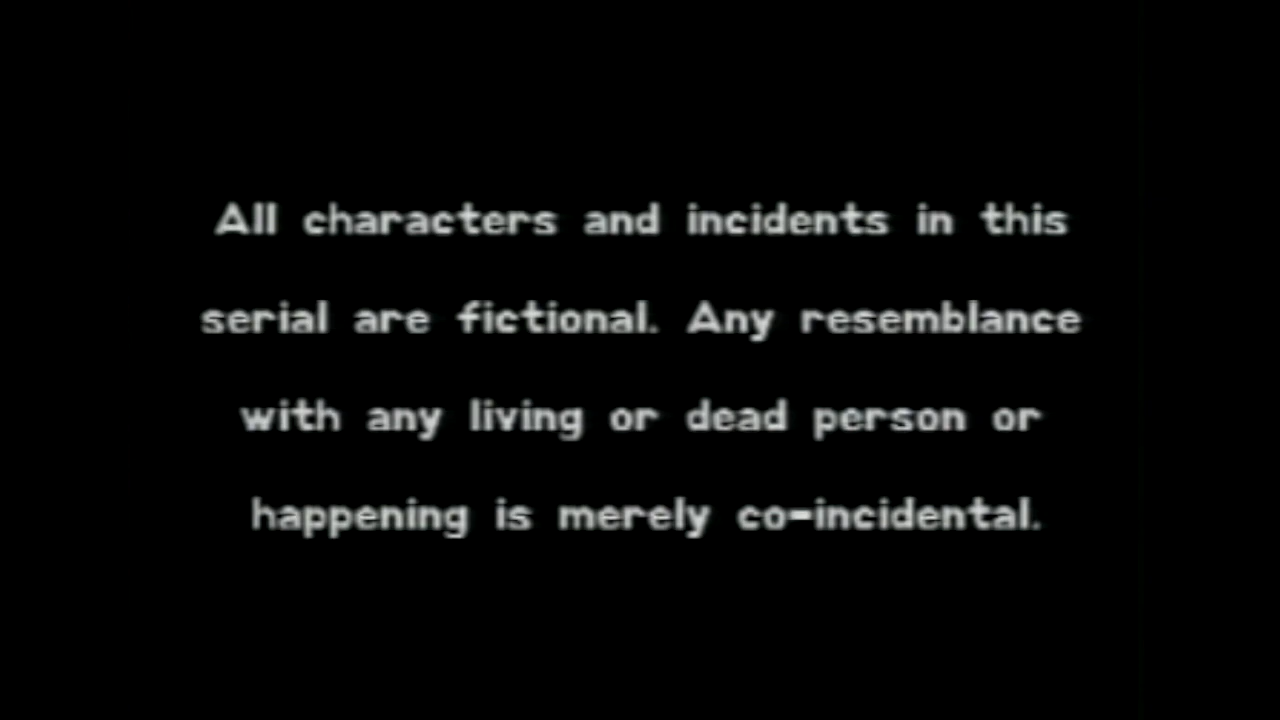 All characters and incidents in this
serial are fictional. Any resemblance
with any living or dead person or
happening is merely co-incidental.